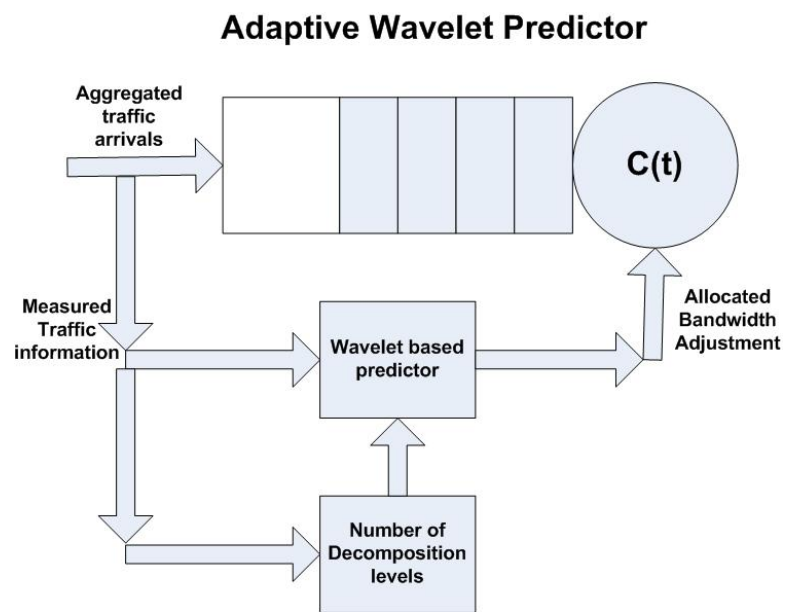 Adaptive Wavelet Predictor
Aggregated
traffic
arrivals
C(t)
Measured
Traffic
information
Wavelet based
predictor
Allocated
Bandwidth
Adjustment
Number of
Decomposition
levels